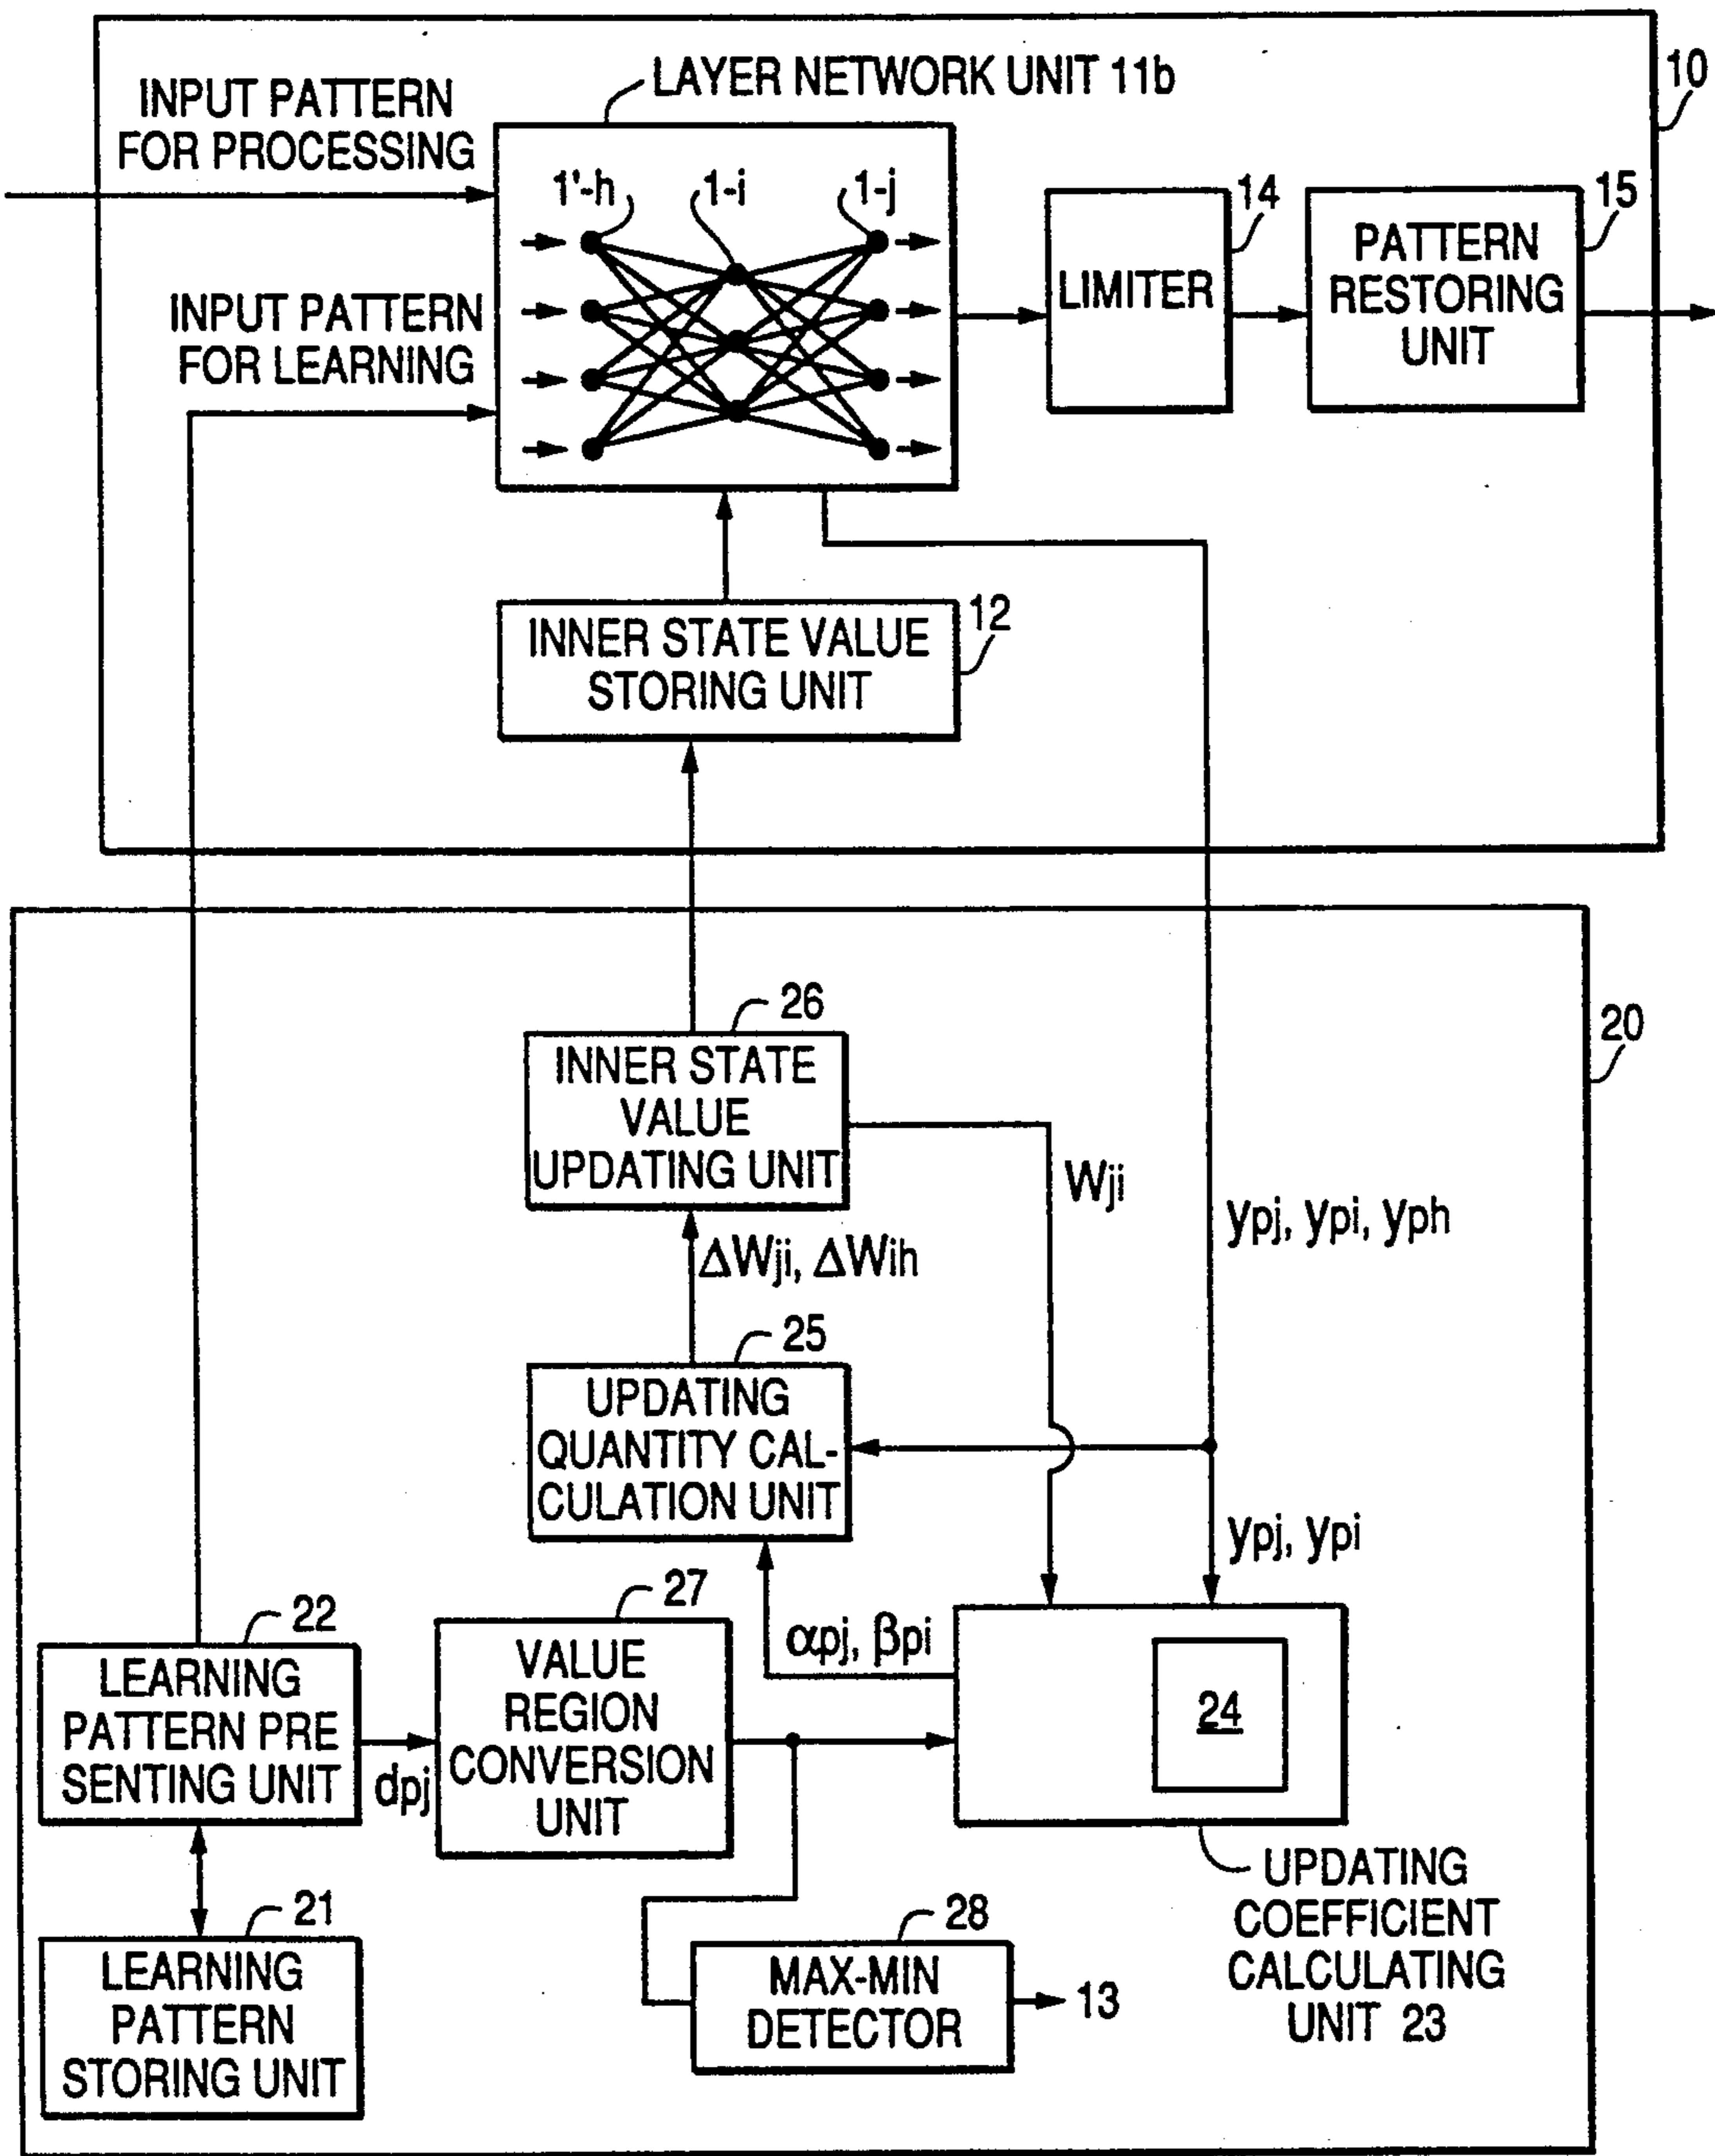 LAYER NETWORK UNIT 11b
10
INPUT PATTERN
FOR PROCESSING
1'-h
1-i
1-j
14
15
LIMITER
PATTERN
RESTORING
UNIT
INPUT PATTERN
FOR LEARNING
12
INNER STATE VALUE
STORING UNIT
20
26
INNER STATE
VALUE
UPDATING UNIT
Wji
ypj, ypi, yph
ΔWji, ΔWih
25
UPDATING
QUANTITY CAL-
CULATION UNIT
ypj, ypi
αpj, βpi
22
LEARNING
PATTERN PRE
SENTING UNIT
dpj
27
VALUE
REGION
CONVERSION
UNIT
24
UPDATING
COEFFICIENT
CALCULATING
UNIT 23
21
LEARNING
PATTERN
STORING UNIT
28
MAX-MIN
DETECTOR
13